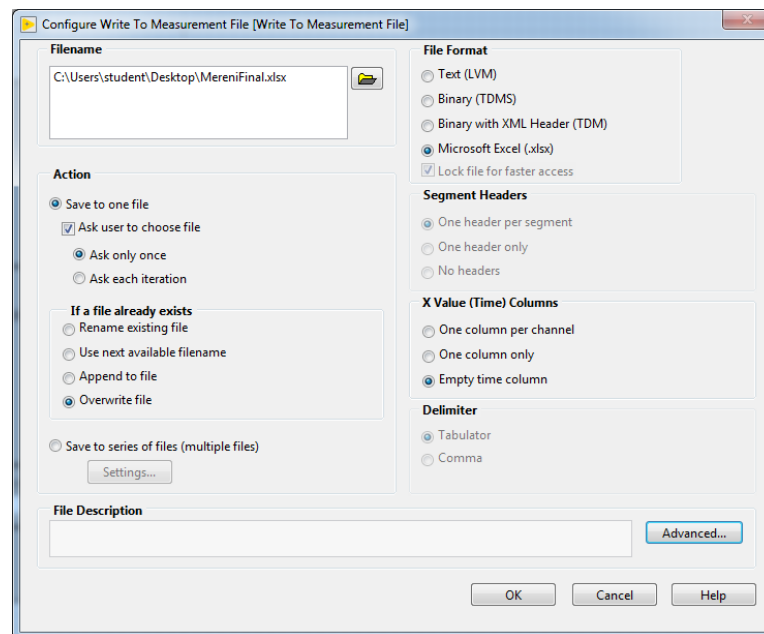 Configure Write To Measurement File [Write To Measurement File]
Filename
C:\Users\student\Desktop\MereniFinal.xlsx
Action
Save to one file
Ask user to choose file
Ask only once
Ask each iteration
If a file already exists
Rename existing file
Use next available filename
Append to file
Overwrite file
Save to series of files (multiple files)
Settings...
File Format
Text (LVM)
Binary (TDMS)
Binary with XML Header (TDM)
Microsoft Excel (.xlsx)
Lock file for faster access
Segment Headers
One header per segment
One header only
No headers
X Value (Time) Columns
One column per channel
One column only
Empty time column
Delimiter
Tabulator
Comma
File Description
Advanced...
OK Cancel Help